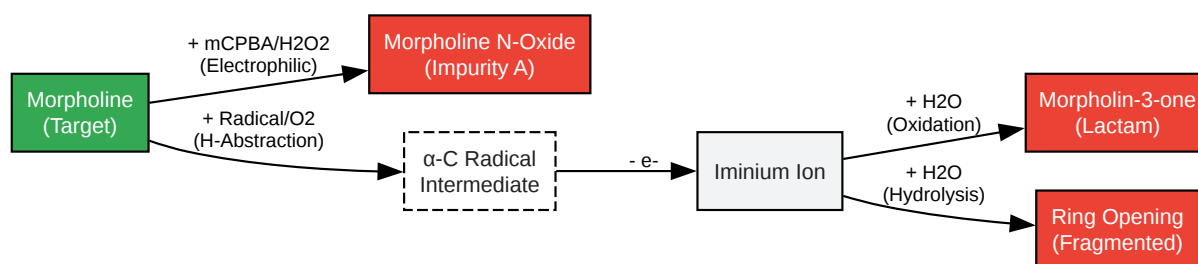 Morpholine
(Target)
+ mCPBA/H2O2
(Electrophilic)
Morpholine N-Oxide
(Impurity A)
+ Radical/O2
(H-Abstraction)
α-C Radical
Intermediate
- e-
Iminium Ion
+ H2O
(Oxidation)
Morpholin-3-one
(Lactam)
+ H2O
(Hydrolysis)
Ring Opening
(Fragmented)